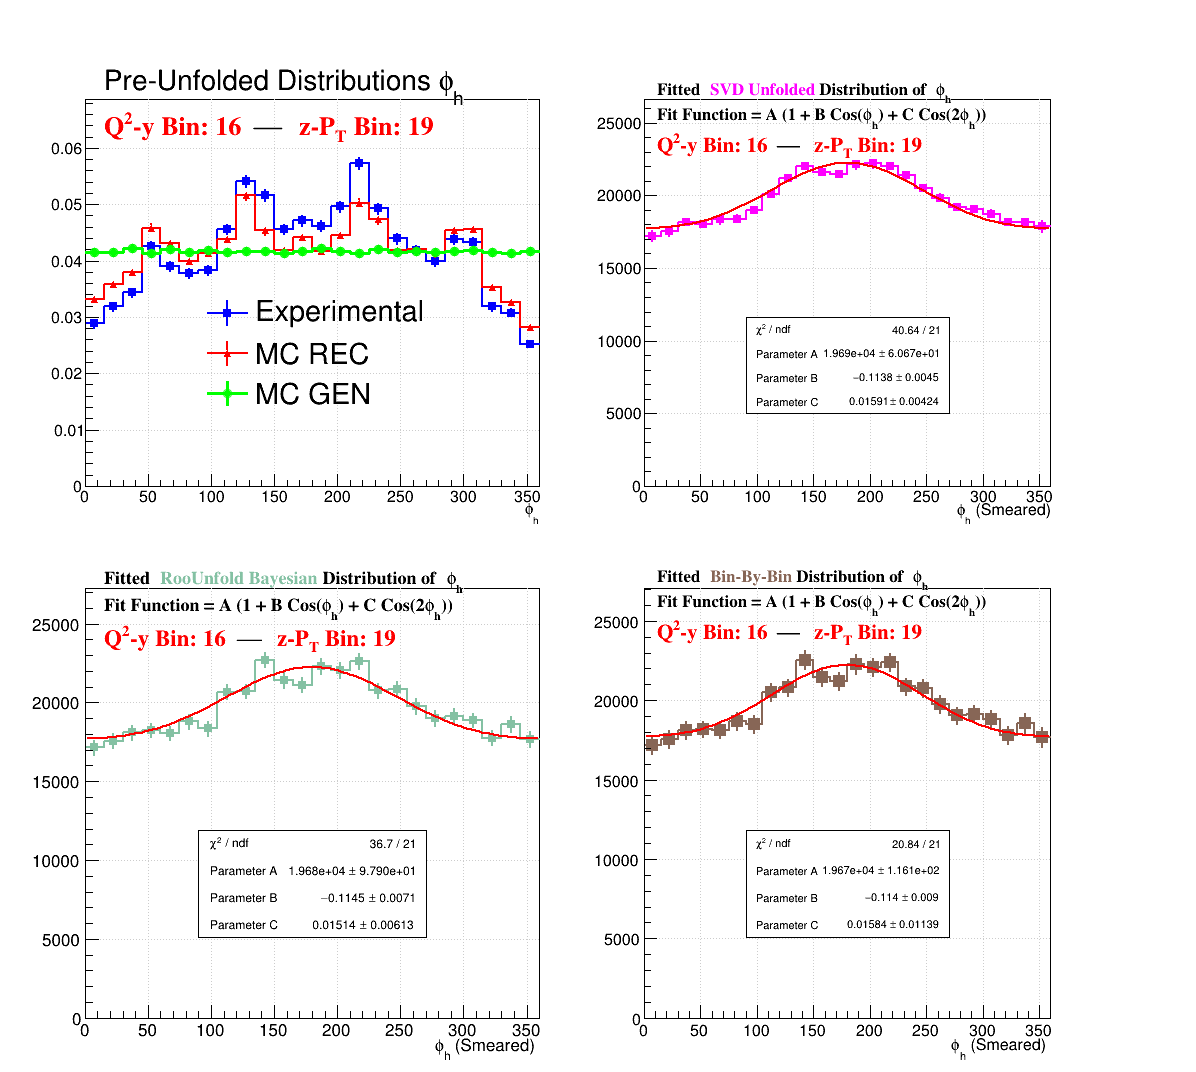 Pre-Unfolded Distributions ϕh
Q2-y Bin: 16 — z-PT Bin: 19
0.06
0.05
0.04
0.03
0.02
0.01
0
Experimental
MC REC
MC GEN
0 50 100 150 200 250 300 350
ϕh
Fitted SVD Unfolded Distribution of ϕh
Fit Function = A (1 + B Cos(ϕh) + C Cos(2ϕh))
Q2-y Bin: 16 — z-PT Bin: 19
25000
20000
15000
10000
5000
0
χ2 / ndf 40.64 / 21
Parameter A 1.969e+04 ± 6.067e+01
Parameter B −0.1138 ± 0.0045
Parameter C 0.01591 ± 0.00424
0 50 100 150 200 250 300 350
ϕh (Smeared)
Fitted RooUnfold Bayesian Distribution of ϕh
Fit Function = A (1 + B Cos(ϕh) + C Cos(2ϕh))
Q2-y Bin: 16 — z-PT Bin: 19
25000
20000
15000
10000
5000
0
χ2 / ndf 36.7 / 21
Parameter A 1.968e+04 ± 9.790e+01
Parameter B −0.1145 ± 0.0071
Parameter C 0.01514 ± 0.00613
0 50 100 150 200 250 300 350
ϕh (Smeared)
Fitted Bin-By-Bin Distribution of ϕh
Fit Function = A (1 + B Cos(ϕh) + C Cos(2ϕh))
Q2-y Bin: 16 — z-PT Bin: 19
25000
20000
15000
10000
5000
0
χ2 / ndf 20.84 / 21
Parameter A 1.967e+04 ± 1.161e+02
Parameter B −0.114 ± 0.009
Parameter C 0.01584 ± 0.01139
0 50 100 150 200 250 300 350
ϕh (Smeared)